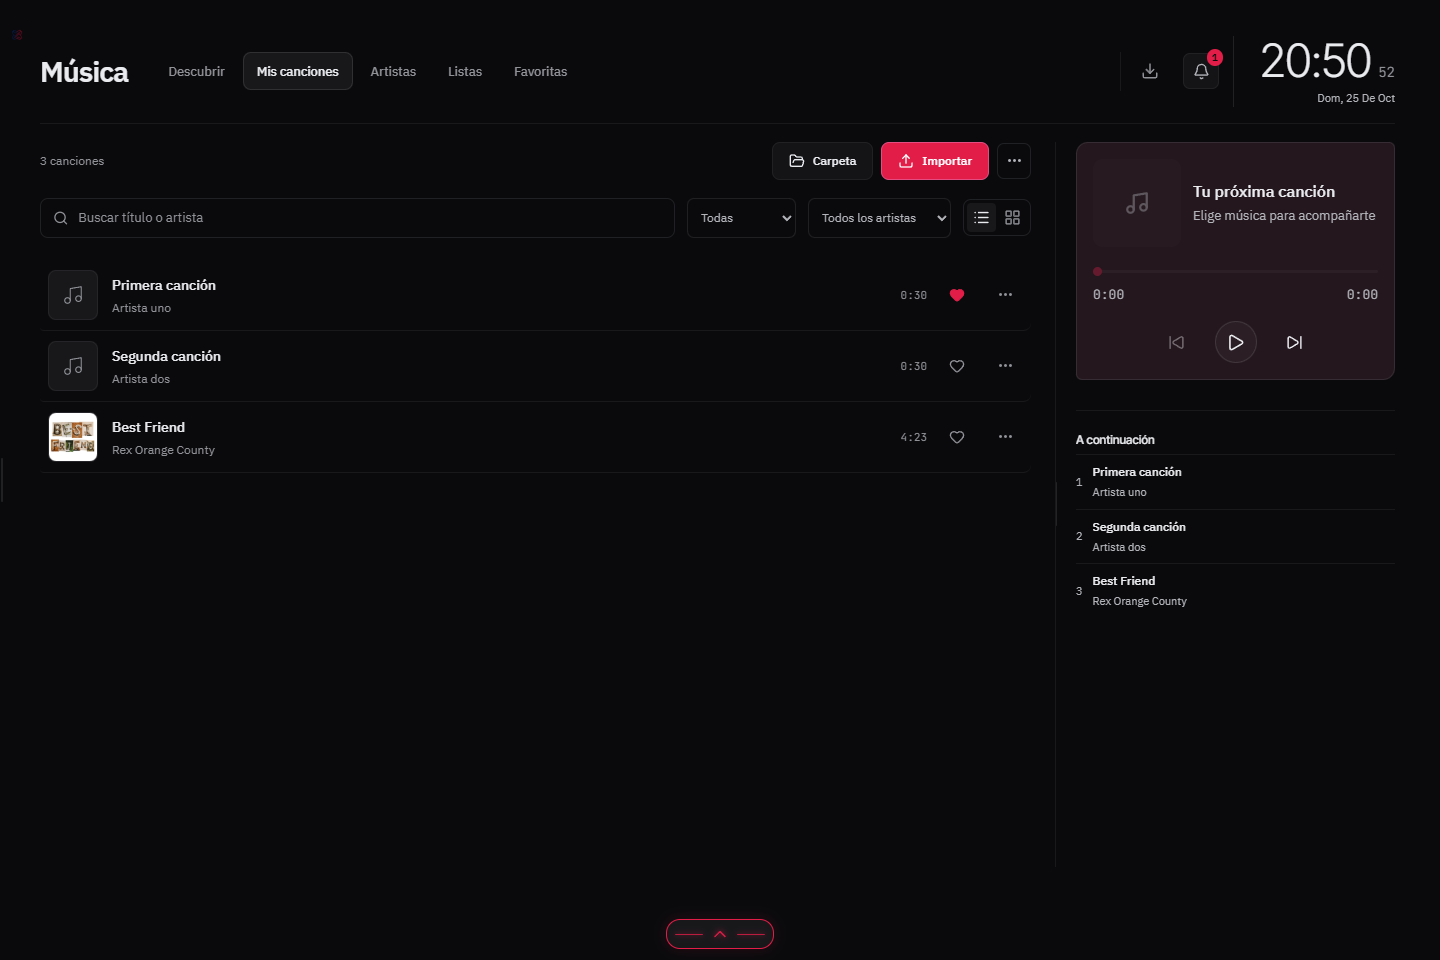 Música
Descubrir
Mis canciones
Artistas
Listas
Favoritas
1
20:50 52
Dom, 25 De Oct
3 canciones
Carpeta
Importar
Buscar título o artista
Todas
Todos los artistas
Primera canción
Artista uno
0:30
Segunda canción
Artista dos
0:30
BEST
FRIEND
Best Friend
Rex Orange County
4:23
Tu próxima canción
Elige música para acompañarte
0:00
0:00
A continuación
1
Primera canción
Artista uno
2
Segunda canción
Artista dos
3
Best Friend
Rex Orange County